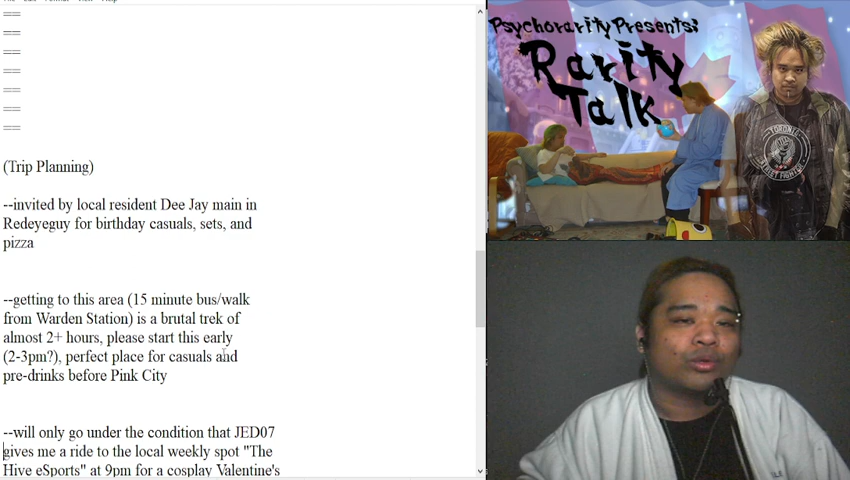 ==
==
==
==
==
==
==
(Trip Planning)
--invited by local resident Dee Jay main in
Redeyeguy for birthday casuals, sets, and
pizza
--getting to this area (15 minute bus/walk
from Warden Station) is a brutal trek of
almost 2+ hours, please start this early
(2-3pm?), perfect place for casuals and
pre-drinks before Pink City
--will only go under the condition that JED07
gives me a ride to the local weekly spot "The
Hive eSports" at 9pm for a cosplay Valentine's
Psychorarity Presents:
Rarity
Talk
TORONTO
STREET FIGHTER